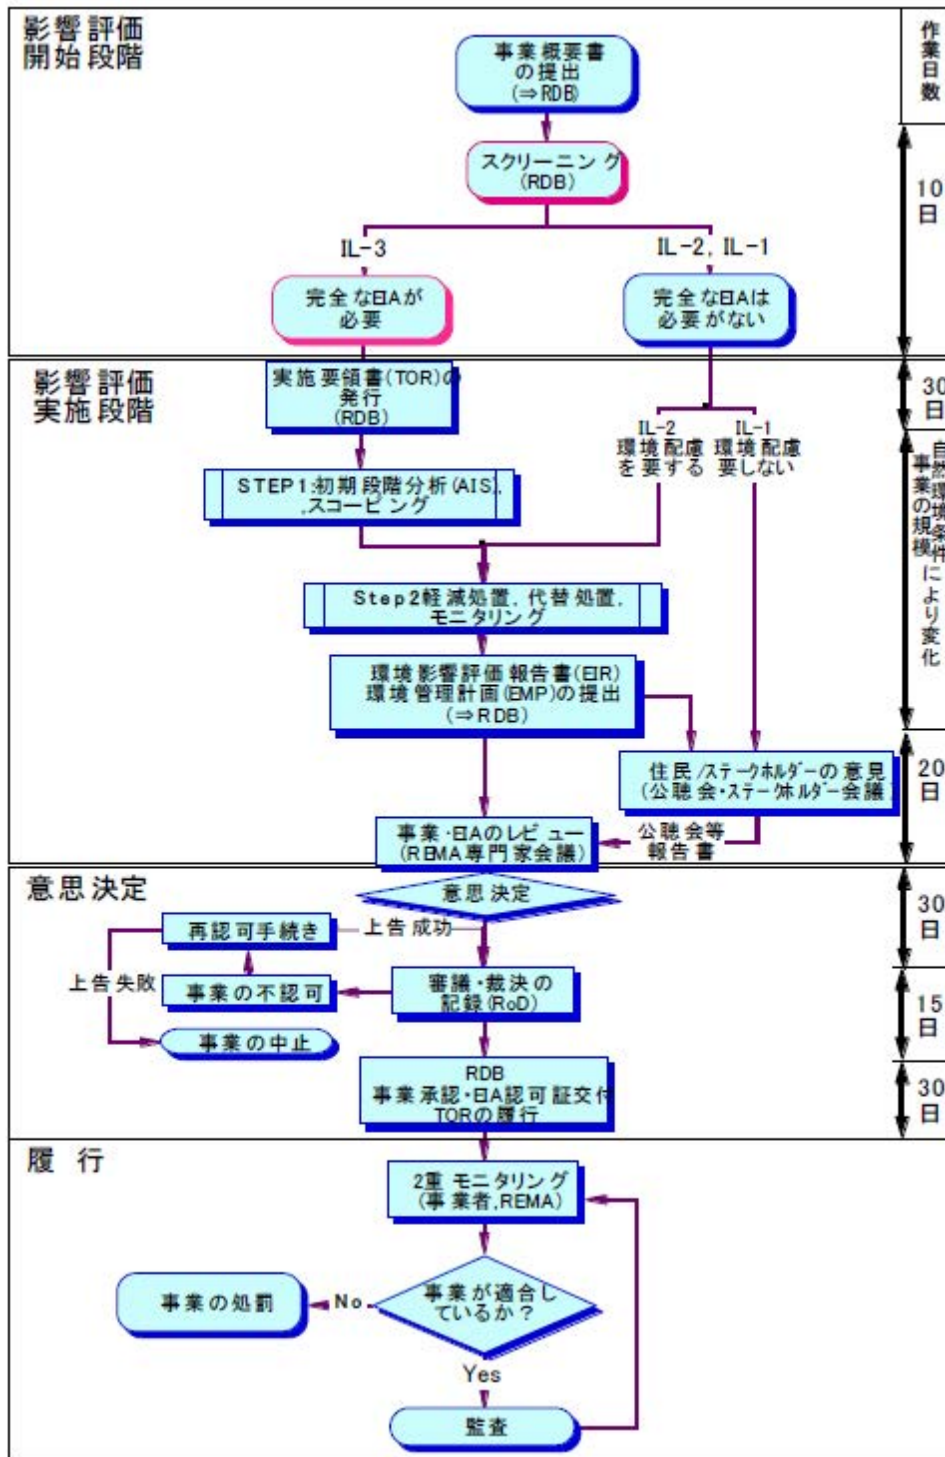 影響評価
開始段階
作業日数
事業概要書
の提出
(⇒RDB)
スクリーニング
(RDB)
10
日
IL-3
IL-2, IL-1
完全なEIAが
必要
完全なEIAは
必要がない
影響評価
実施段階
実施要領書(TOR)の
発行
(RDB)
30
日
IL-2
環境配慮
を要する
IL-1
環境配慮
要しない
自然環境条件
事業の規模
により変化
STEP1:初期段階分析(AIS),
,スコーピング
Step2軽減処置, 代替処置,
モニタリング
環境影響評価報告書(EIR)
環境管理計画(EMP)の提出
(⇒RDB)
住民/ステークホルダーの意見
(公聴会・ステークホルダー会議)
20
日
事業・EIAのレビュー
(REMA専門家会議)
公聴会等
報告書
意思決定
意思決定
30
日
再認可手続き
上告成功
上告失敗
事業の不認可
審議・裁決の
記録(RoD)
15
日
事業の中止
RDB
事業承認・EIA認可証交付
TORの履行
30
日
履 行
2重モニタリング
(事業者,REMA)
事業が適合し
ているか？
No
事業の処罰
Yes
監査